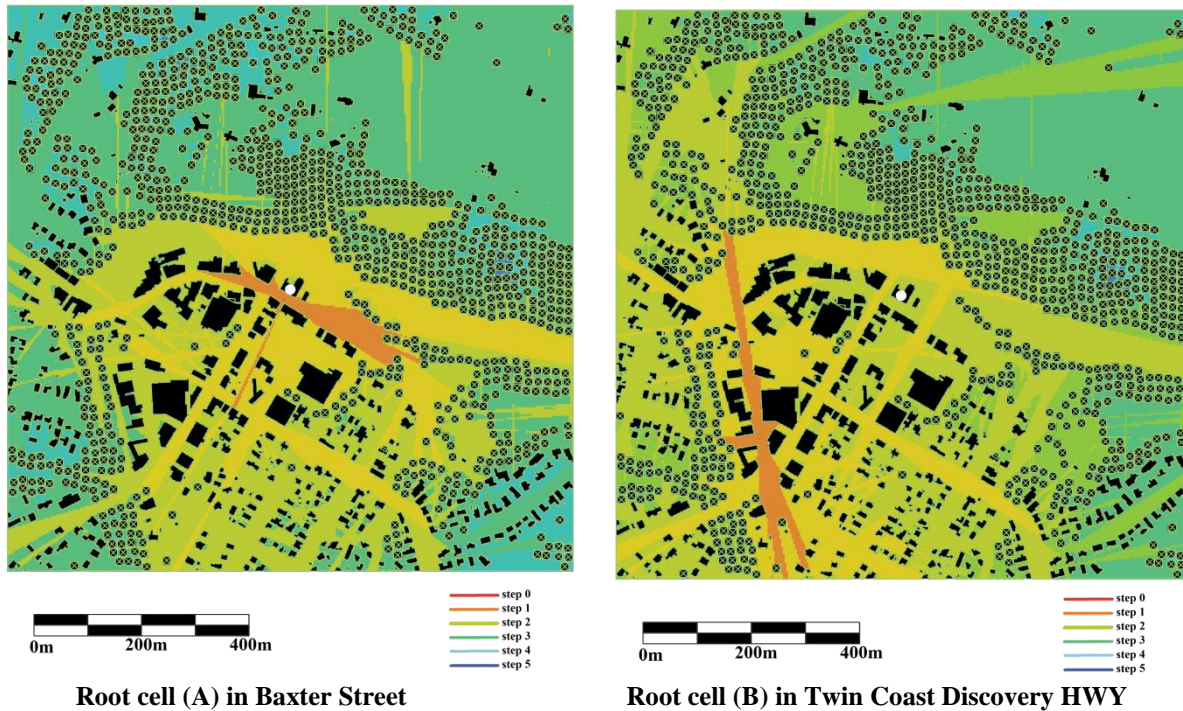 step 0
step 1
step 2
step 3
step 4
step 5
0m 200m 400m
Root cell (A) in Baxter Street
step 0
step 1
step 2
step 3
step 4
step 5
0m 200m 400m
Root cell (B) in Twin Coast Discovery HWY